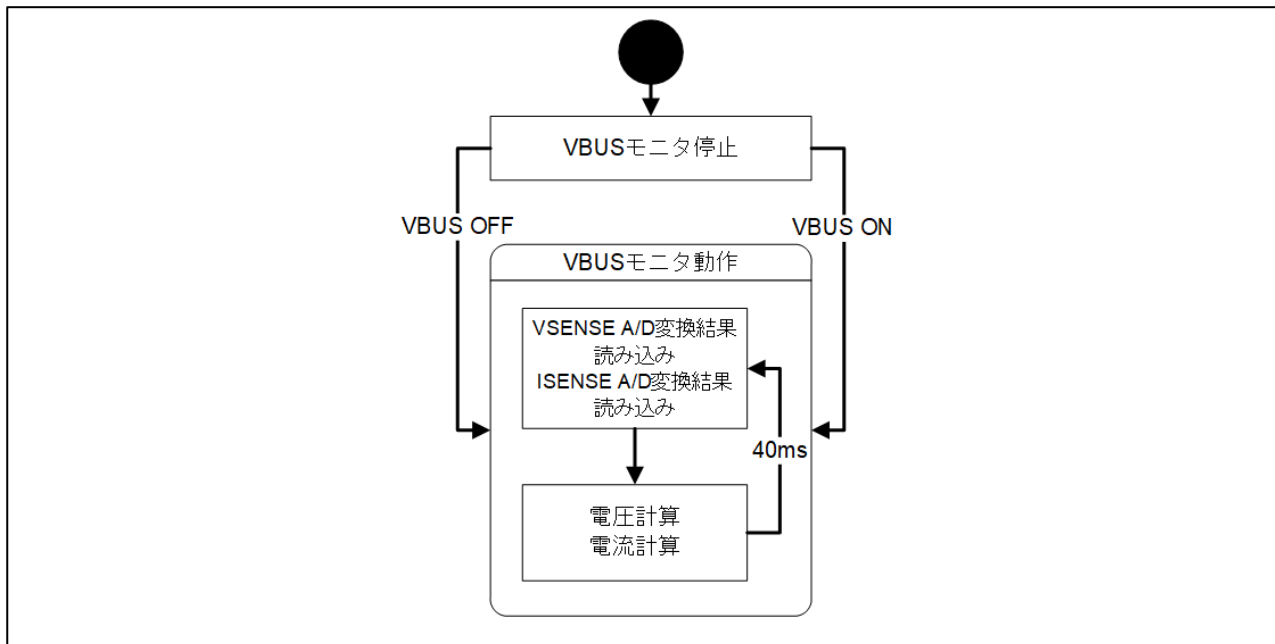 VBUSモニタ停止
VBUS OFF
VBUS ON
VBUSモニタ動作
VSENSE A/D変換結果
読み込み
ISENSE A/D変換結果
読み込み
40ms
電圧計算
電流計算